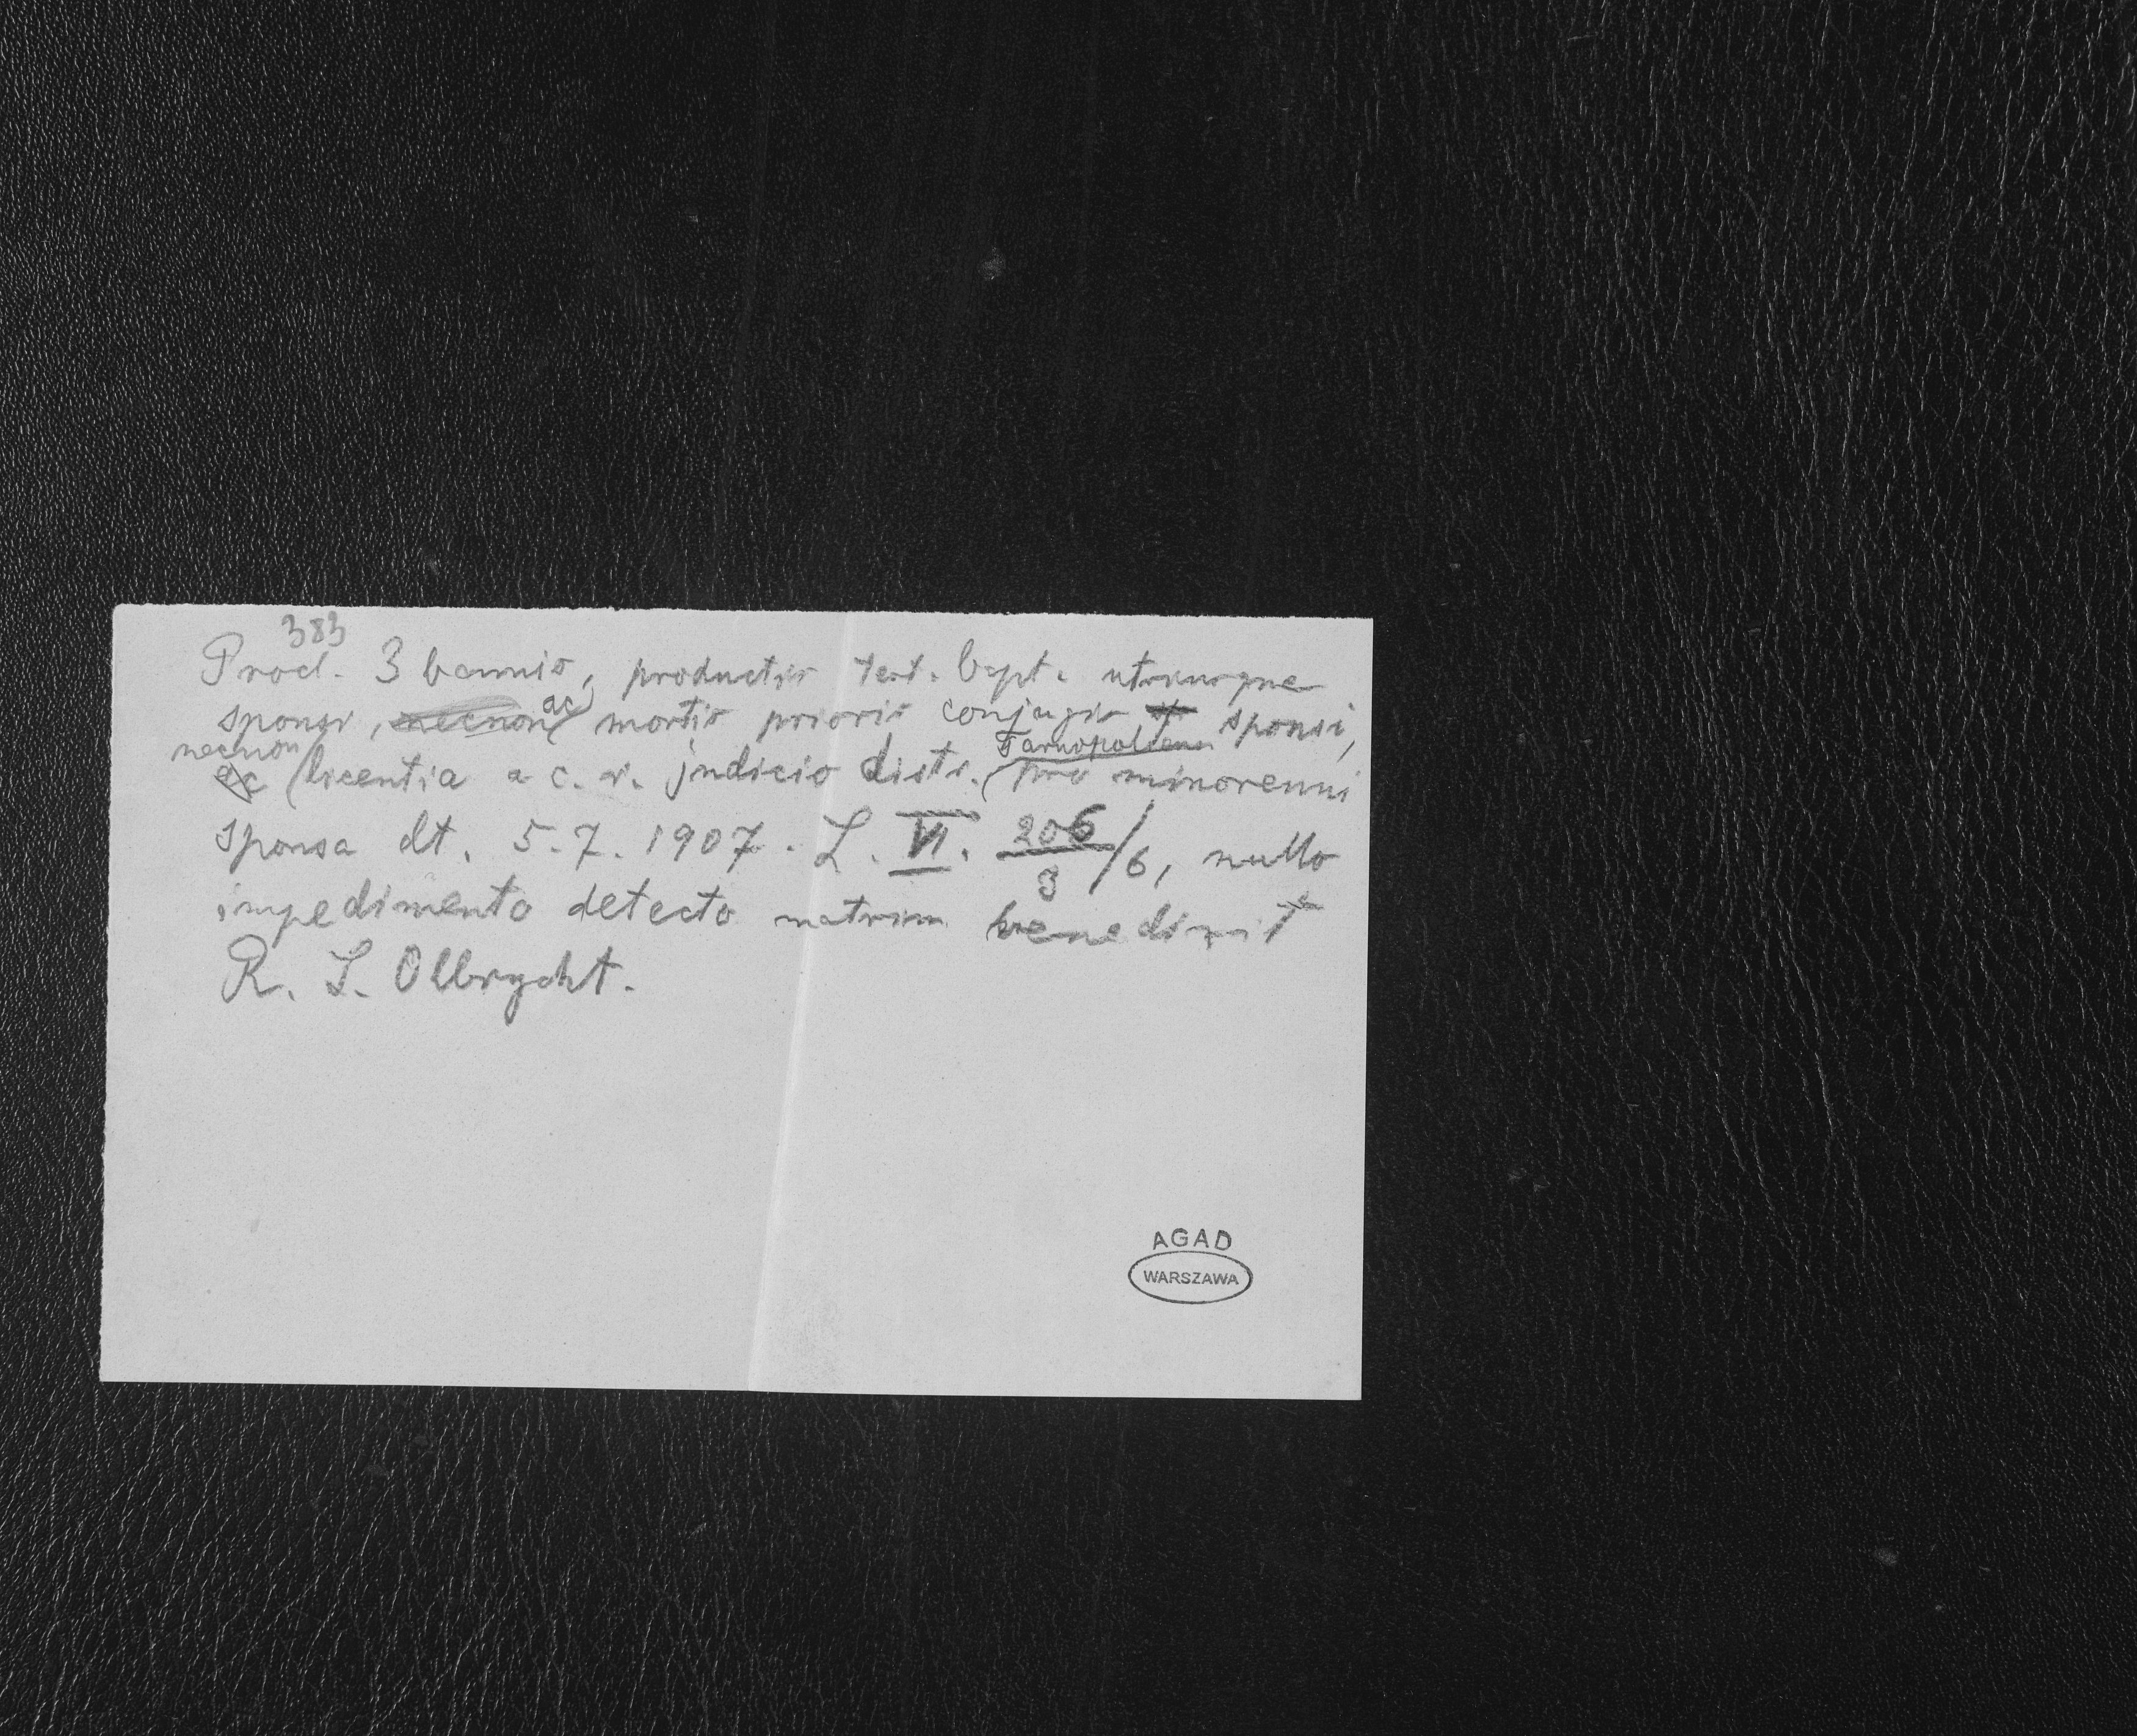 383
Procl. 3 bannis, productis test. bapt. utriusque
sponsi, necnon ac mortis prioris conjugis sponsi,
necnon
ac licentia a c. r. judicio distr. Tarnopoliensi pro minorenni
sponsa dt. 5.7.1907. L. VI. 206/3/6, nullo
impedimento detecto matrim benedixit
R. L. Olbrycht.
AGAD
WARSZAWA